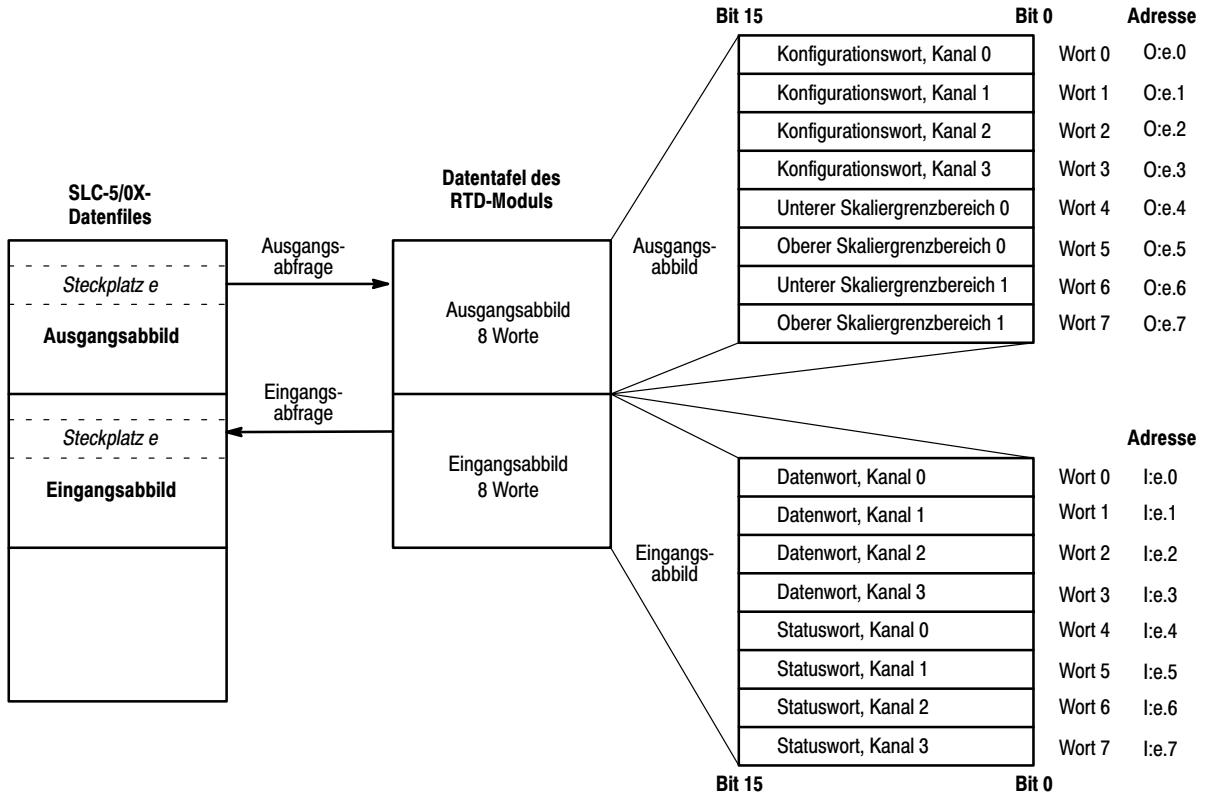 Bit 15 Bit 0 Adresse
Konfigurationswort, Kanal 0 Wort 0 O:e.0
Konfigurationswort, Kanal 1 Wort 1 O:e.1
Konfigurationswort, Kanal 2 Wort 2 O:e.2
Konfigurationswort, Kanal 3 Wort 3 O:e.3
Unterer Skaliergrenzbereich 0 Wort 4 O:e.4
Oberer Skaliergrenzbereich 0 Wort 5 O:e.5
Unterer Skaliergrenzbereich 1 Wort 6 O:e.6
Oberer Skaliergrenzbereich 1 Wort 7 O:e.7
SLC-5/0X-
Datenfiles
Steckplatz e
Ausgangsabbild
Steckplatz e
Eingangsabbild
Ausgangs-
abfrage
Eingangs-
abfrage
Datentafel des
RTD-Moduls
Ausgangsabbild
8 Worte
Eingangsabbild
8 Worte
Ausgangs-
abbild
Eingangs-
abbild
Adresse
Datenwort, Kanal 0 Wort 0 I:e.0
Datenwort, Kanal 1 Wort 1 I:e.1
Datenwort, Kanal 2 Wort 2 I:e.2
Datenwort, Kanal 3 Wort 3 I:e.3
Statuswort, Kanal 0 Wort 4 I:e.4
Statuswort, Kanal 1 Wort 5 I:e.5
Statuswort, Kanal 2 Wort 6 I:e.6
Statuswort, Kanal 3 Wort 7 I:e.7
Bit 15 Bit 0